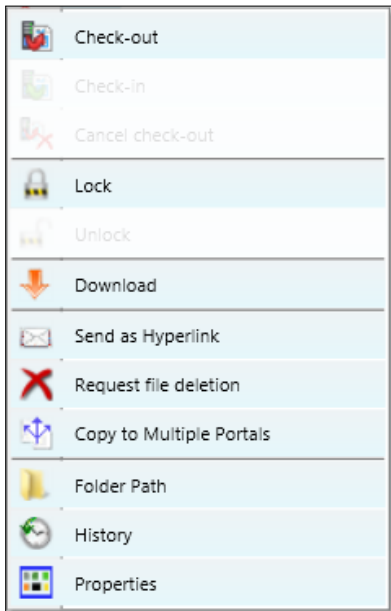 Check-out
Check-in
Cancel check-out
Lock
Unlock
Download
Send as Hyperlink
Request file deletion
Copy to Multiple Portals
Folder Path
History
Properties